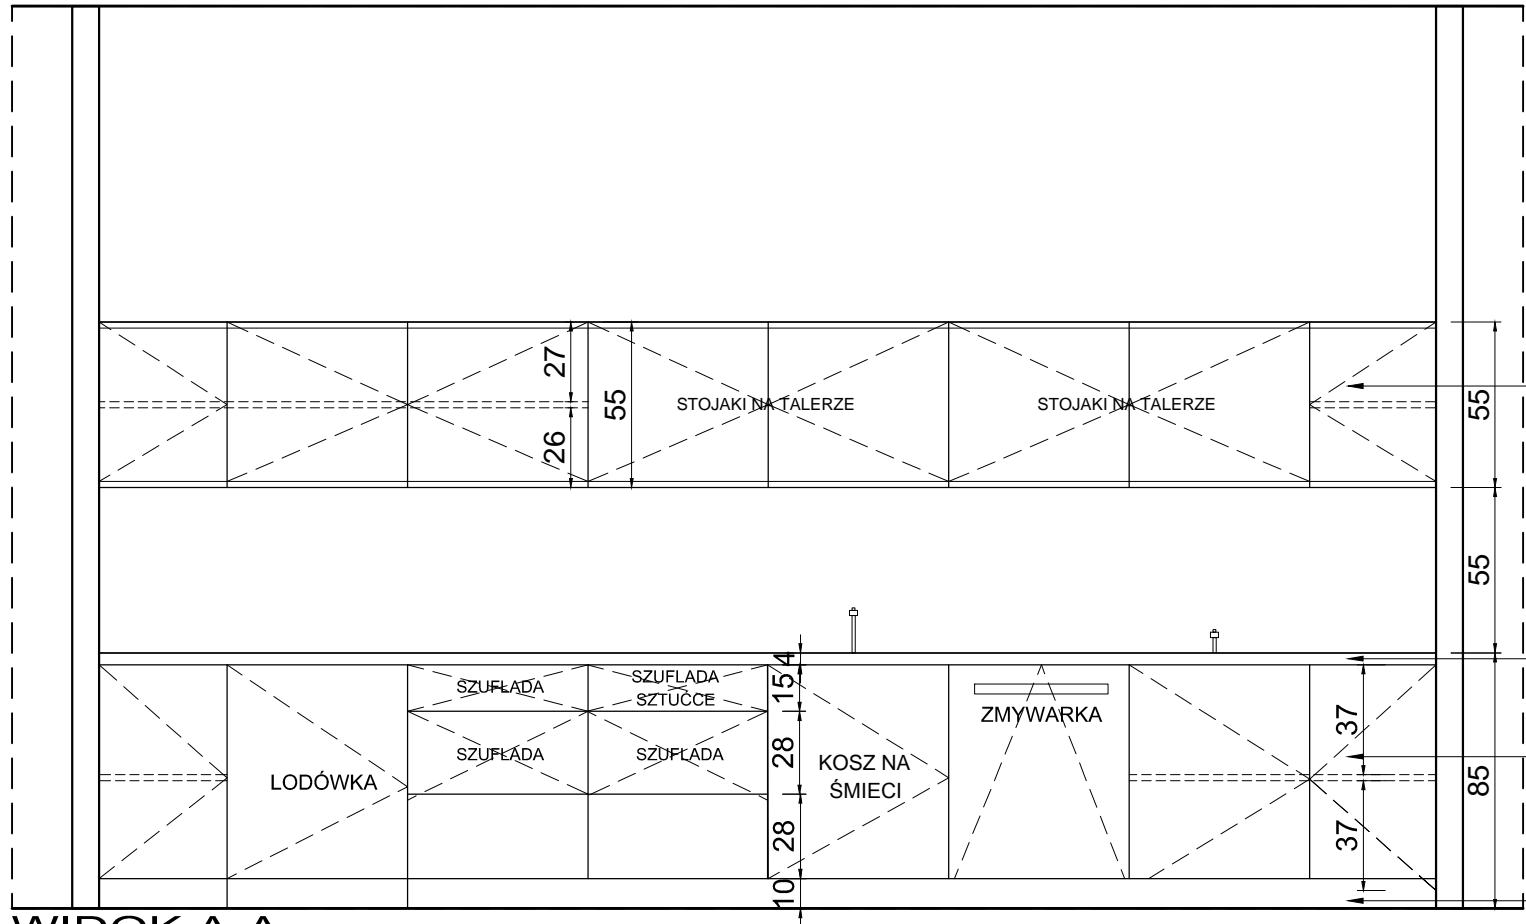 27
26
55
STOJAKI NA TALERZE
STOJAKI NA TALERZE
55
55
4
15
28
28
10
SZUFLADA
SZUFLADA
SZTUĆCE
SZUFLADA
SZUFLADA
LODÓWKA
KOSZ NA
ŚMIECI
ZMYWARKA
37
37
85
WIDOK A-A